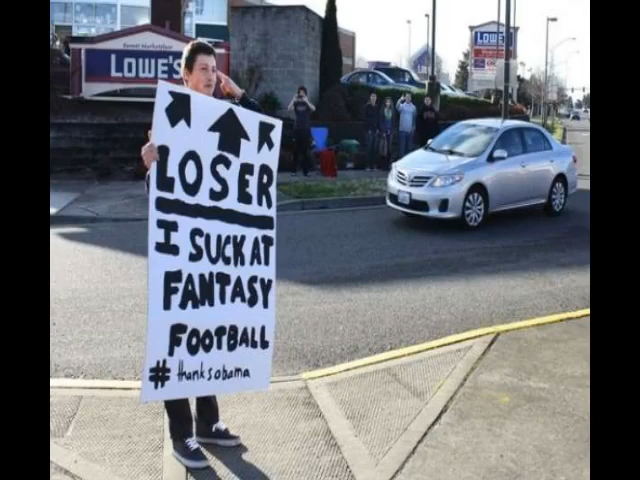 LOWE'S
LOWE'S
LOSER
I SUCK AT
FANTASY
FOOTBALL
#thanksobama